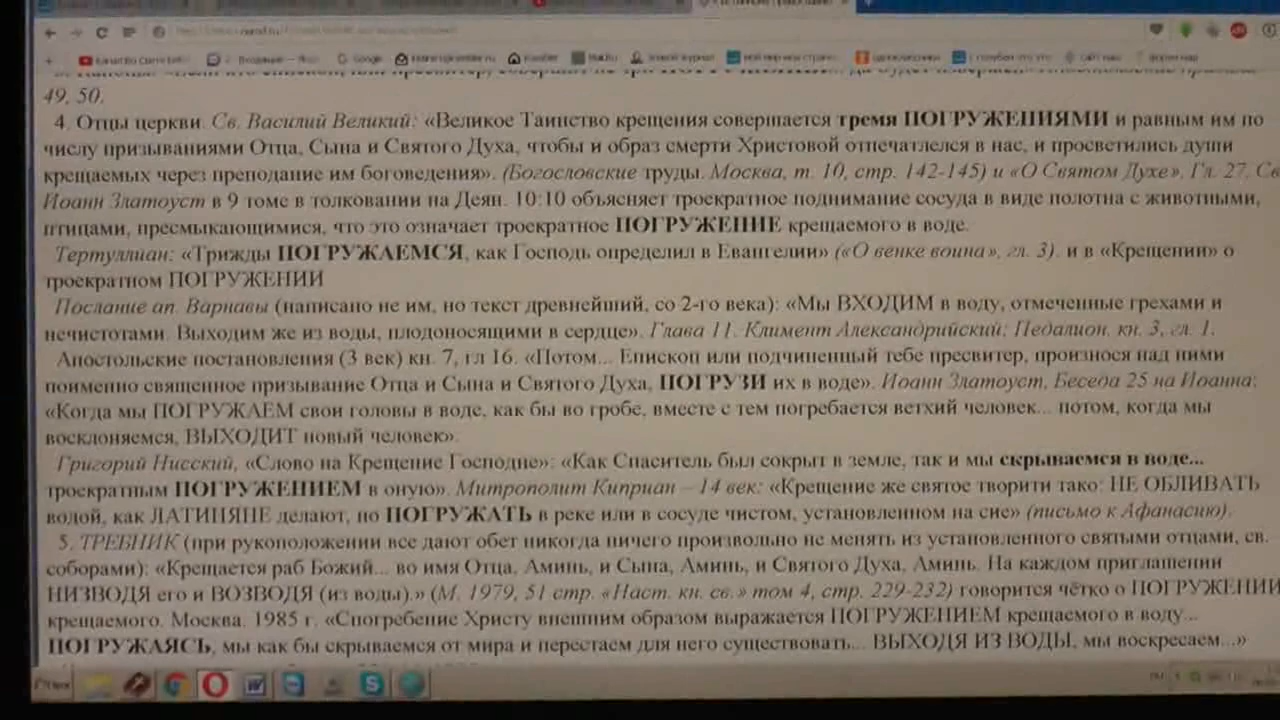 Google
49, 50.
4. Отцы церкви. Св. Василий Великий: «Великое Таинство крещения совершается тремя ПОГРУЖЕНИЯМИ и равным им по
числу призываниями Отца, Сына и Святого Духа, чтобы и образ смерти Христовой отпечатлелся в нас, и просветились души
крещаемых через преподание им боговедения». (Богословские труды. Москва, т. 10, стр. 142-145) и «О Святом Духе», Гл. 27, Св
Иоанн Златоуст в 9 томе в толковании на Деян. 10:10 объясняет троекратное поднимание сосуда в виде полотна с животными,
птицами, пресмыкающимися, что это означает троекратное ПОГРУЖЕНИЕ крещаемого в воде.
Тертуллиан: «Трижды ПОГРУЖАЕМСЯ, как Господь определил в Евангелии» («О венке воина», гл. 3). и в «Крещении» о
троекратном ПОГРУЖЕНИИ
Послание ап. Варнавы (написано не им, но текст древнейший, со 2-го века): «Мы ВХОДИМ в воду, отмеченные грехами и
нечистотами. Выходим же из воды, плодоносящими в сердце». Глава 11. Климент Александрийский; Педалион. кн. 3, гл. 1.
Апостольские постановления (3 век) кн. 7, гл 16. «Потом... Епископ или подчиненный тебе пресвитер, произнося над ними
поименно священное призывание Отца и Сына и Святого Духа, ПОГРУЗИ их в воде». Иоанн Златоуст, Беседа 25 на Иоанна:
«Когда мы ПОГРУЖАЕМ свои головы в воде, как бы во гробе, вместе с тем погребается ветхий человек... потом, когда мы
восклоняемся, ВЫХОДИТ новый человек».
Григорий Нисский, «Слово на Крещение Господне»: «Как Спаситель был сокрыт в земле, так и мы скрываемся в воде...
троекратным ПОГРУЖЕНИЕМ в оную». Митрополит Киприан – 14 век: «Крещение же святое творити тако: НЕ ОБЛИВАТЬ
водой, как ЛАТИНЯНЕ делают, но ПОГРУЖАТЬ в реке или в сосуде чистом, установленном на сие» (письмо к Афанасию).
5. ТРЕБНИК (при рукоположении все дают обет никогда ничего произвольно не менять из установленного святыми отцами, св.
соборами): «Крещается раб Божий... во имя Отца, Аминь, и Сына, Аминь, и Святого Духа, Аминь. На каждом приглашении
НИЗВОДЯ его и ВОЗВОДЯ (из воды).» (М. 1979, 51 стр. «Наст. кн. св.» том 4, стр. 229-232) говорится чётко о ПОГРУЖЕНИИ
крещаемого. Москва. 1985 г. «Спогребение Христу внешним образом выражается ПОГРУЖЕНИЕМ крещаемого в воду...
ПОГРУЖАЯСЬ, мы как бы скрываемся от мира и перестаем для него существовать... ВЫХОДЯ ИЗ ВОДЫ, мы воскресаем...»